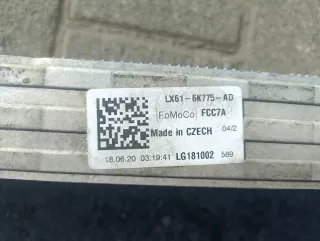 LX61-6K775-AD
FoMoCo FCC7A
Made in CZECH 04/2
18.06.20 03:19:41 LG181002 589